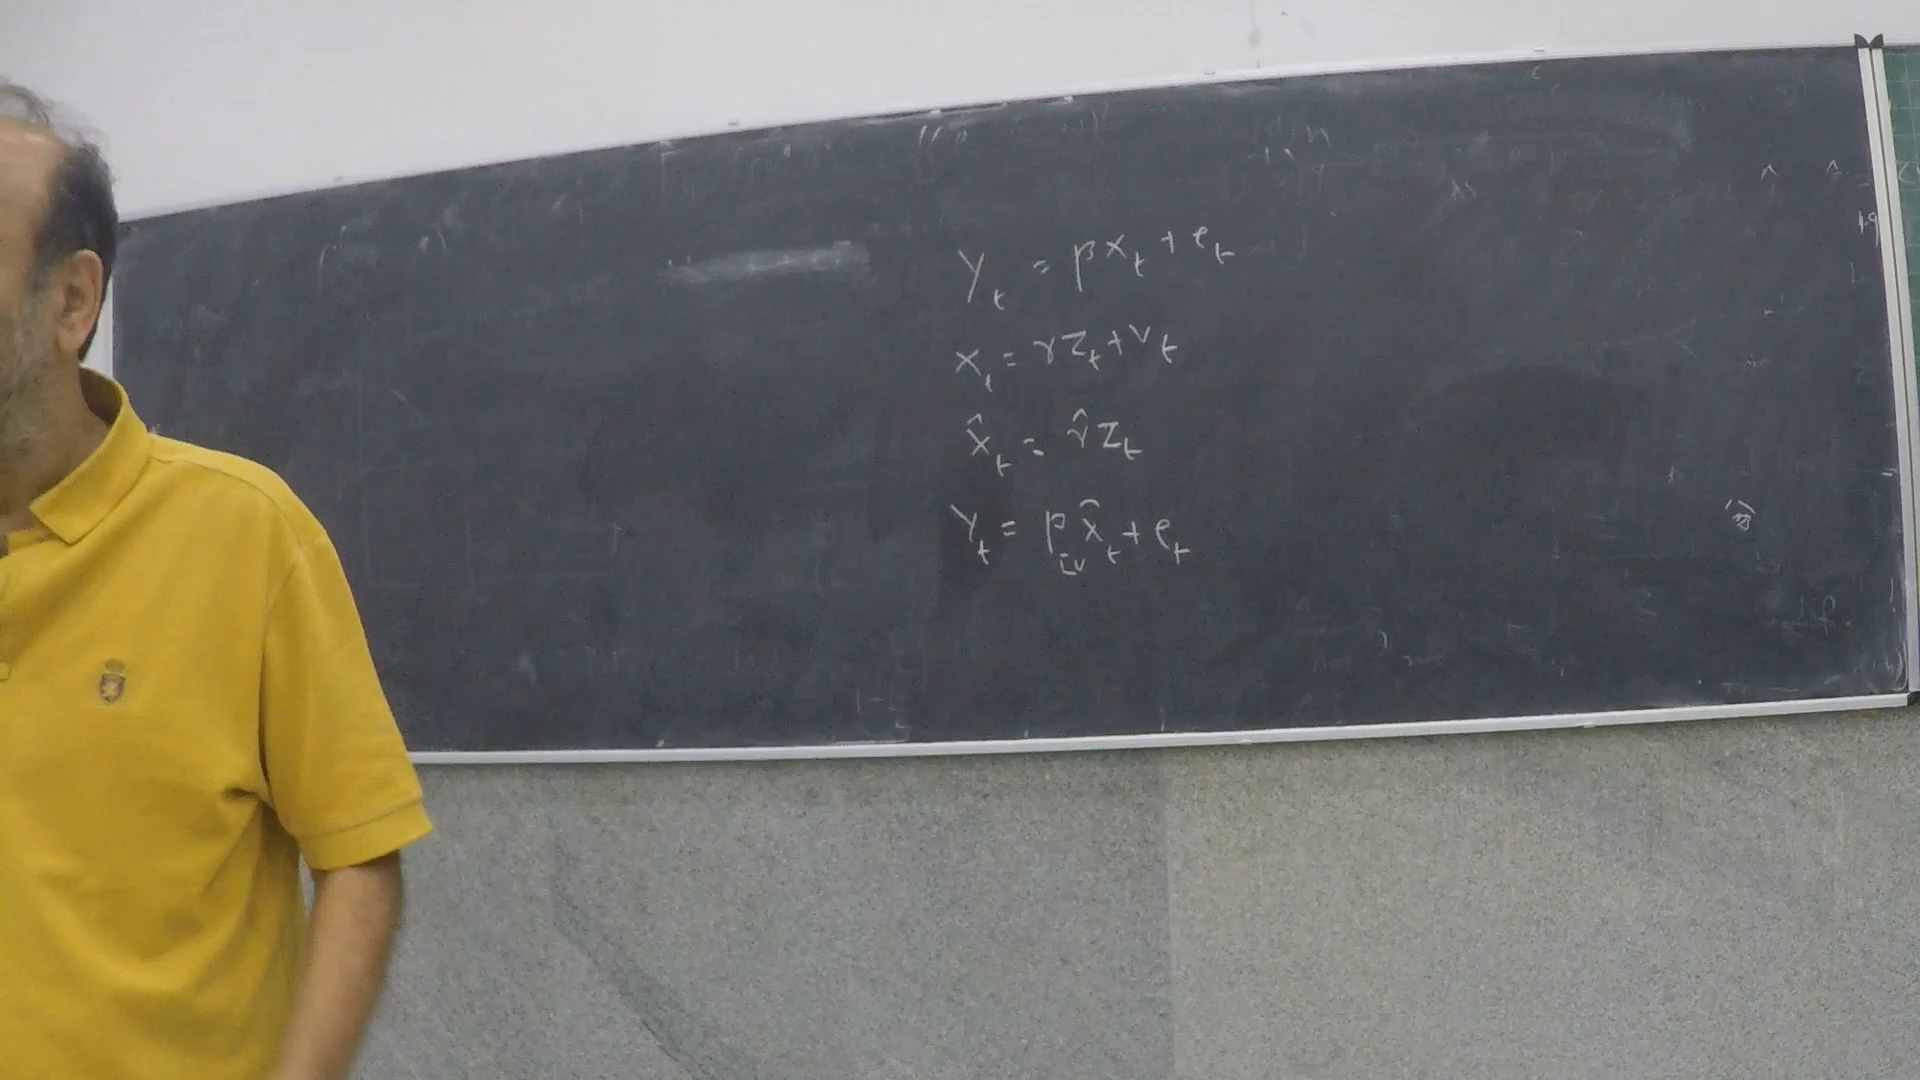 Y_t = βX_t + e_t
X_t = γZ_t + V_t
X̂_t = γ̂Z_t
Y_t = β_iv X̂_t + e_t